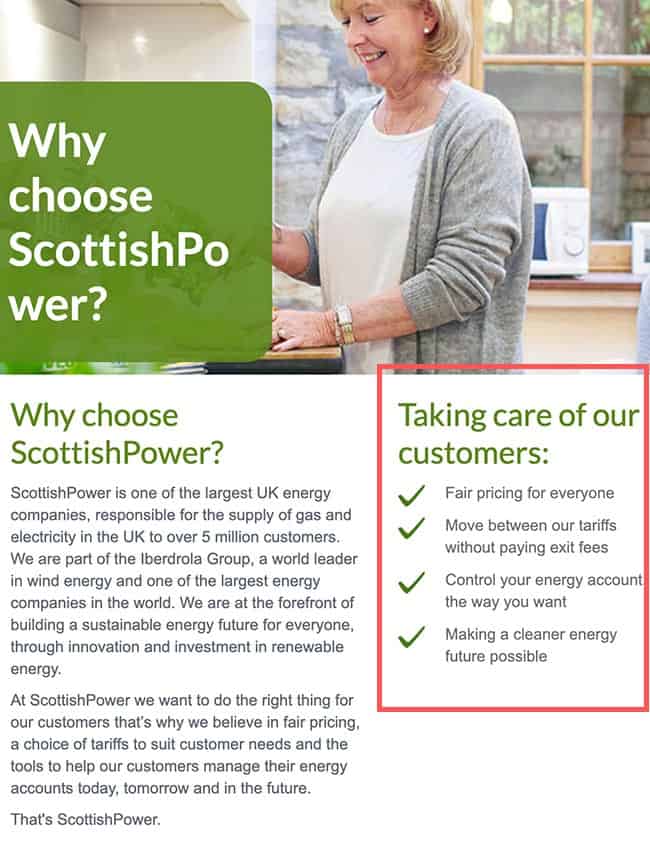 Why
choose
ScottishPo
wer?
Why choose
ScottishPower?
ScottishPower is one of the largest UK energy
companies, responsible for the supply of gas and
electricity in the UK to over 5 million customers.
We are part of the Iberdrola Group, a world leader
in wind energy and one of the largest energy
companies in the world. We are at the forefront of
building a sustainable energy future for everyone,
through innovation and investment in renewable
energy.
At ScottishPower we want to do the right thing for
our customers that's why we believe in fair pricing,
a choice of tariffs to suit customer needs and the
tools to help our customers manage their energy
accounts today, tomorrow and in the future.
That's ScottishPower.
Taking care of our
customers:
Fair pricing for everyone
Move between our tariffs
without paying exit fees
Control your energy account
the way you want
Making a cleaner energy
future possible